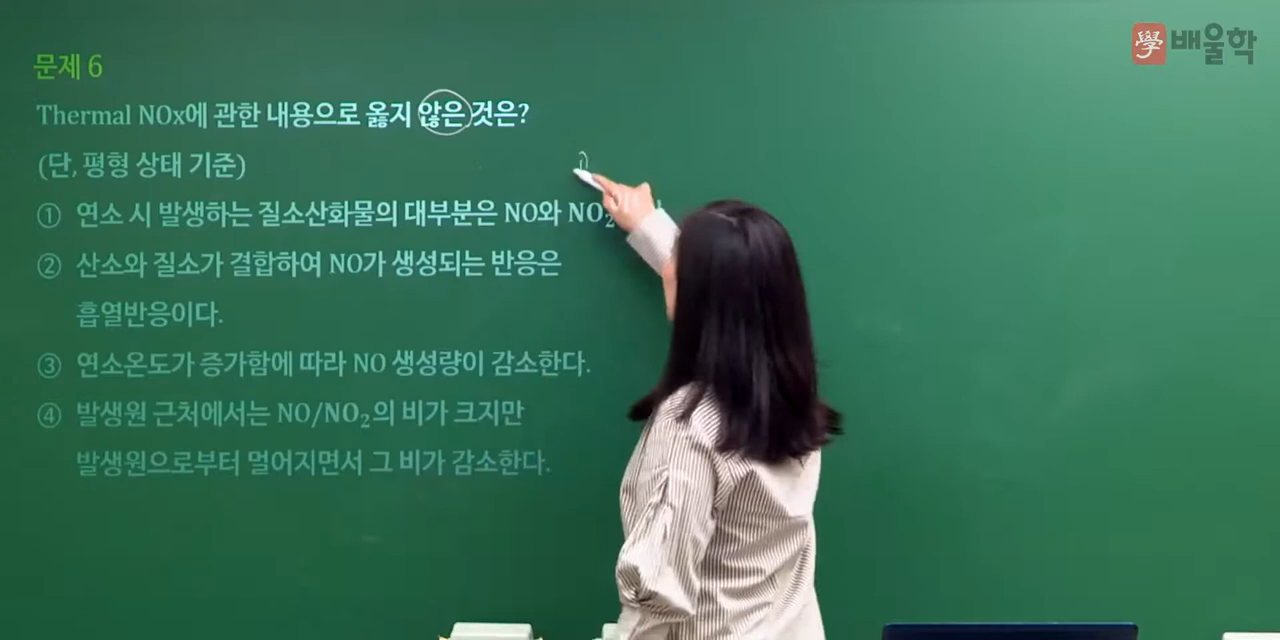 學 배울학
문제 6
Thermal NOx에 관한 내용으로 옳지 않은 것은?
(단, 평형 상태 기준)
① 연소 시 발생하는 질소산화물의 대부분은 NO와 NO₂
② 산소와 질소가 결합하여 NO가 생성되는 반응은
흡열반응이다.
③ 연소온도가 증가함에 따라 NO 생성량이 감소한다.
④ 발생원 근처에서는 NO/NO₂의 비가 크지만
발생원으로부터 멀어지면서 그 비가 감소한다.